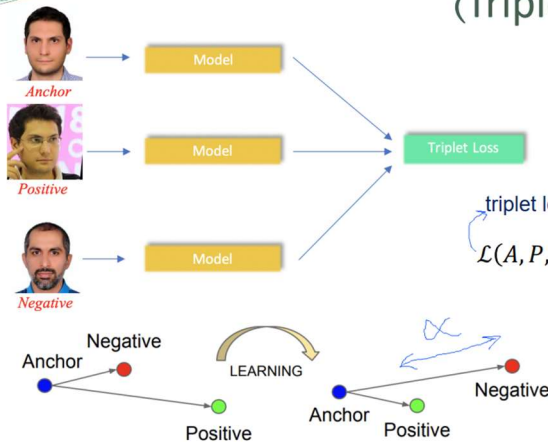 (Tripl
Model
Anchor
Model
Triplet Loss
Positive
triplet l
Model
ℒ(A, P,
Negative
Negative
Anchor
LEARNING
Positive
α
Anchor
Positive
Negative